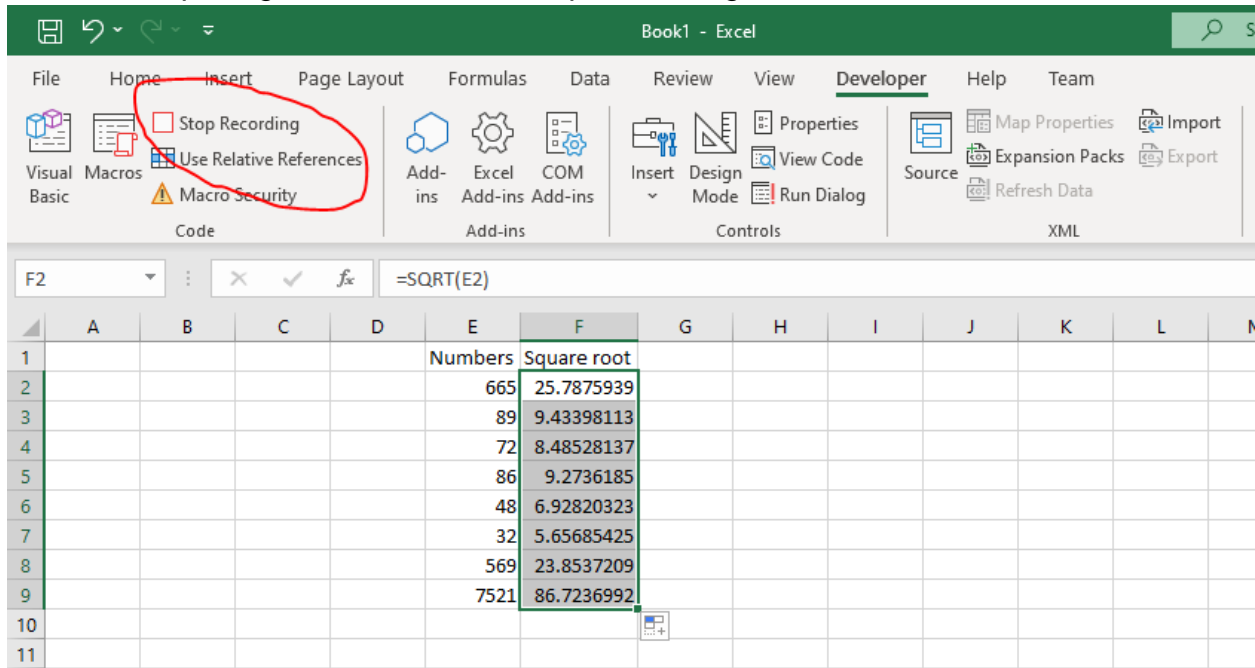 Book1 - Excel
File Home Insert Page Layout Formulas Data Review View Developer Help Team
Visual Basic
Macros
Stop Recording
Use Relative References
Macro Security
Code
Add-ins
Excel Add-ins
COM Add-ins
Add-ins
Insert
Design Mode
Properties
View Code
Run Dialog
Controls
Source
Map Properties
Expansion Packs
Refresh Data
Import
Export
XML
F2 fx =SQRT(E2)
A B C D E F G H I J K L
1 Numbers Square root
2 665 25.7875939
3 89 9.43398113
4 72 8.48528137
5 86 9.2736185
6 48 6.92820323
7 32 5.65685425
8 569 23.8537209
9 7521 86.7236992
10
11